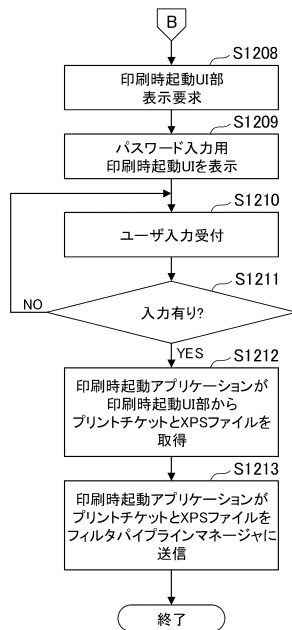 B
S1208
印刷時起動UI部
表示要求
S1209
パスワード入力用
印刷時起動UIを表示
S1210
ユーザ入力受付
S1211
入力有り?
NO
YES
S1212
印刷時起動アプリケーションが
印刷時起動UI部から
プリントチケットとXPSファイルを
取得
S1213
印刷時起動アプリケーションが
プリントチケットとXPSファイルを
フィルタパイプラインマネージャに
送信
終了